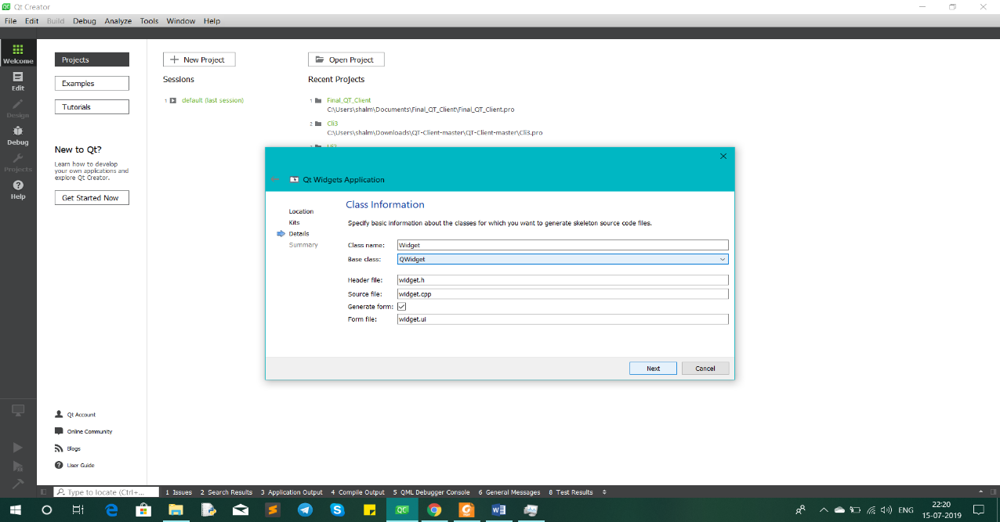 Qt Creator
File Edit Build Debug Analyze Tools Window Help
Welcome
Edit
Design
Debug
Projects
Help
Projects
Examples
Tutorials
New to Qt?
Learn how to develop
your own applications and
explore Qt Creator.
Get Started Now
Qt Account
Online Community
Blogs
User Guide
New Project
Sessions
1 default (last session)
Open Project
Recent Projects
1 Final_QT_Client
C:\Users\shalm\Documents\Final_QT_Client\Final_QT_Client.pro
2 Cli3
C:\Users\shalm\Downloads\QT-Client-master\QT-Client-master\Cli3.pro
Qt Widgets Application
Location
Kits
Details
Summary
Class Information
Specify basic information about the classes for which you want to generate skeleton source code files.
Class name: Widget
Base class: QWidget
Header file: widget.h
Source file: widget.cpp
Generate form:
Form file: widget.ui
Next Cancel
Type to locate (Ctrl+... 1 Issues 2 Search Results 3 Application Output 4 Compile Output 5 QML Debugger Console 6 General Messages 8 Test Results
ENG
22:20
15-07-2019